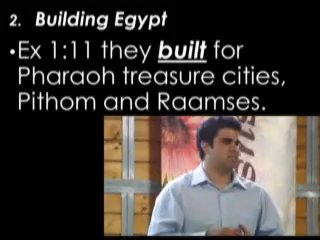 2. Building Egypt
•Ex 1:11 they built for
Pharaoh treasure cities,
Pithom and Raamses.